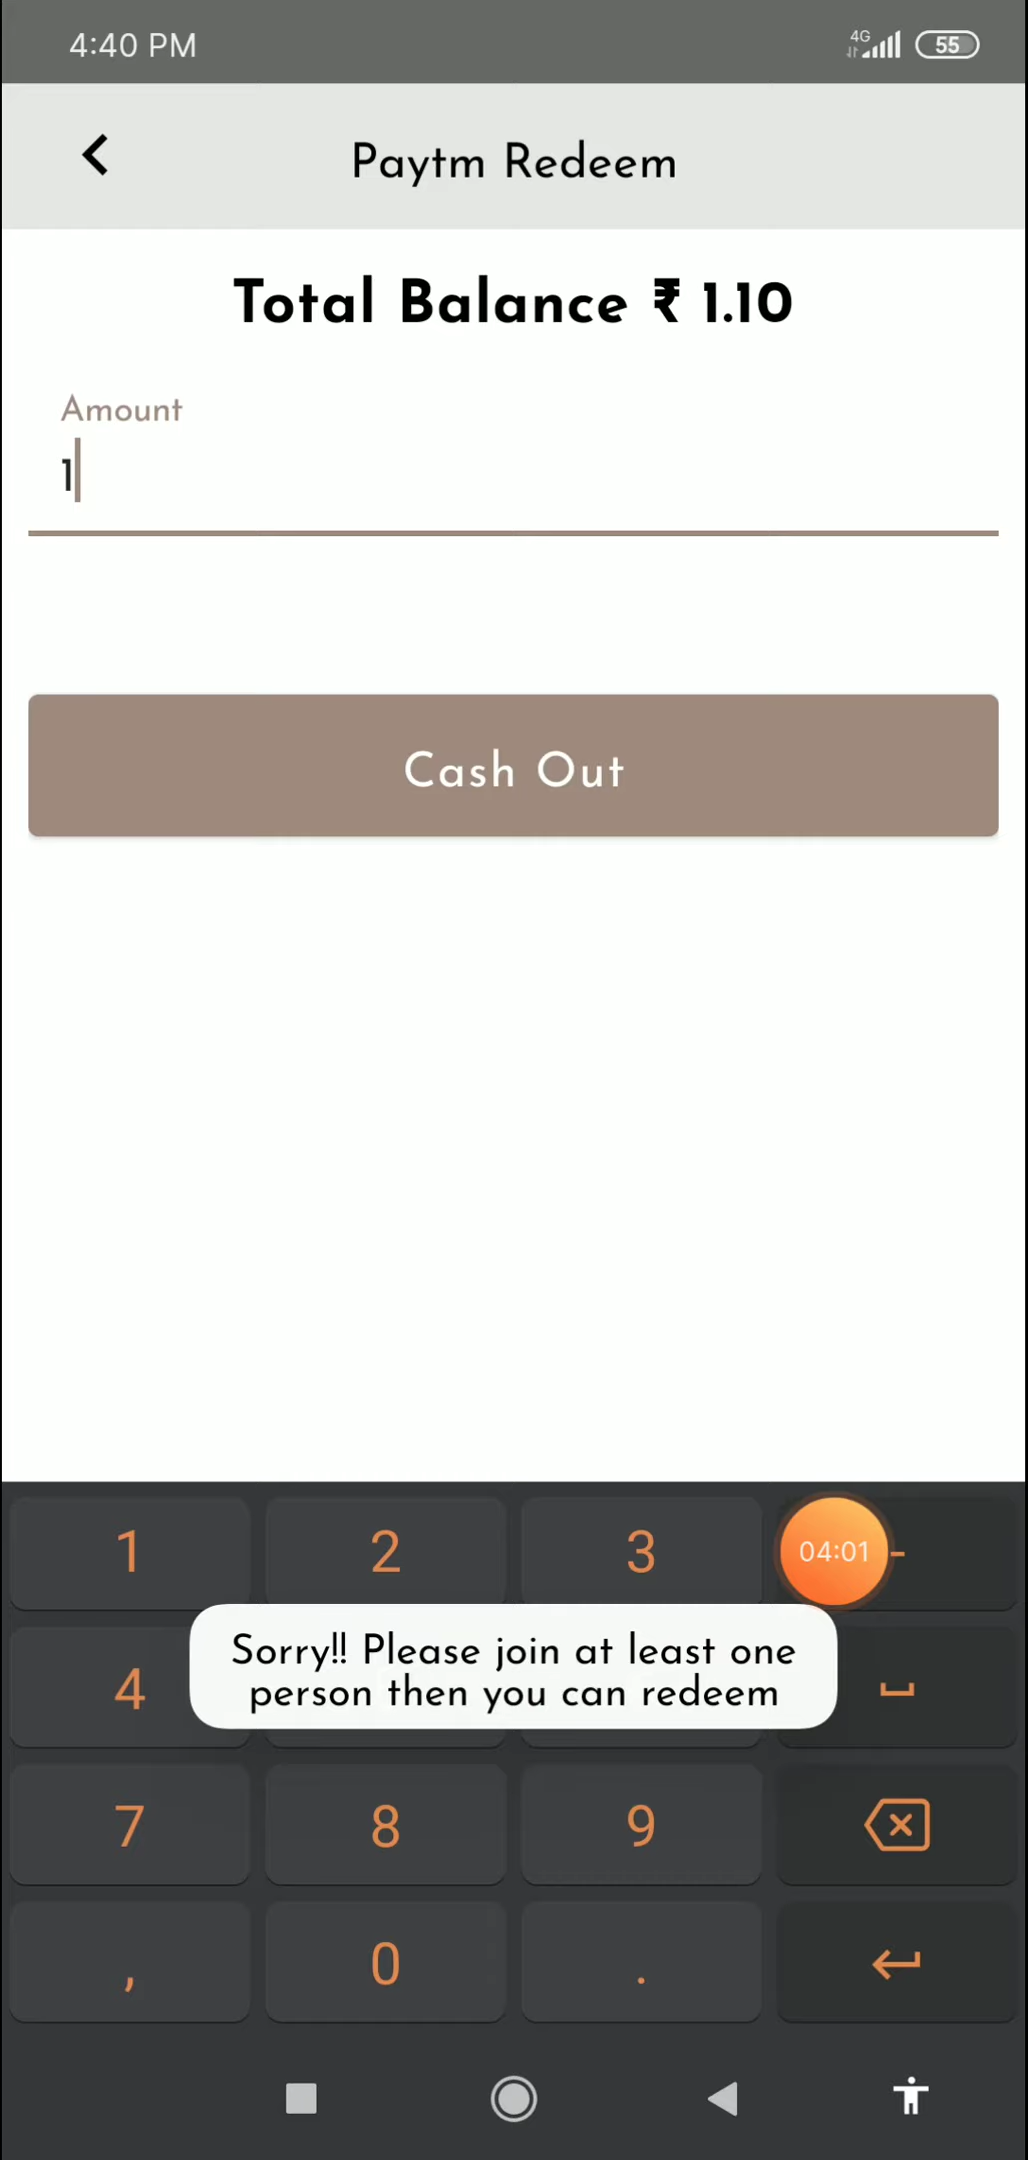 4:40 PM
4G
55
Paytm Redeem
Total Balance ₹ 1.10
Amount
1
Cash Out
1 2 3 04:01 -
Sorry!! Please join at least one
person then you can redeem
4
7 8 9
, 0 .